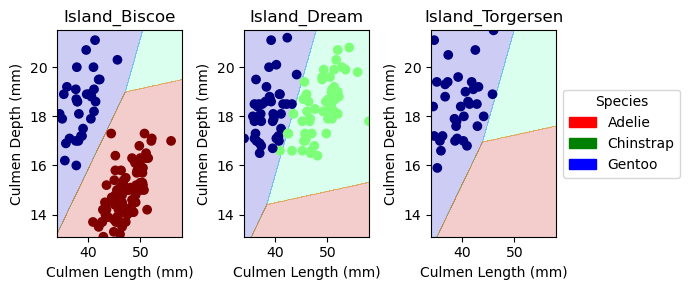 Island_Biscoe
Island_Dream
Island_Torgersen
Culmen Depth (mm)
20
18
16
14
40
50
Culmen Length (mm)
Culmen Depth (mm)
20
18
16
14
40
50
Culmen Length (mm)
Culmen Depth (mm)
20
18
16
14
40
50
Culmen Length (mm)
Species
Adelie
Chinstrap
Gentoo